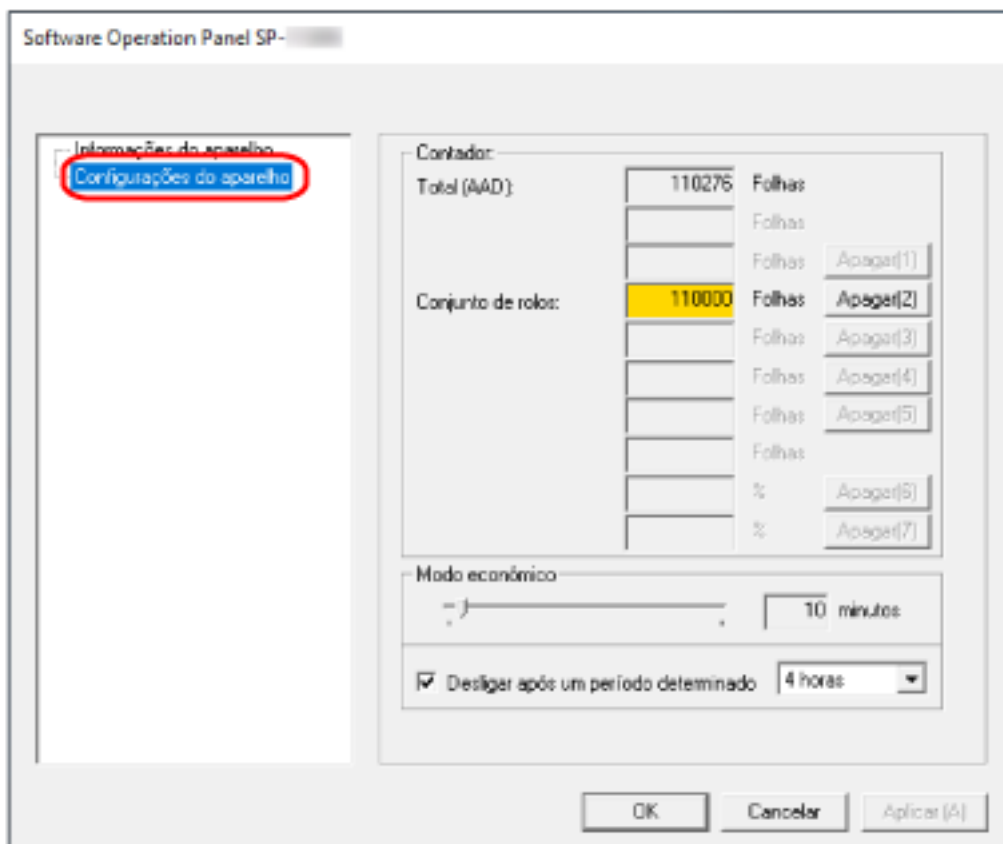 Software Operation Panel SP-
Informações do aparelho
Configurações do aparelho
Contador:
Total (AAD): 110276 Folhas
Folhas
Folhas Apagar(1)
Conjunto de rolos: 110000 Folhas Apagar(2)
Folhas Apagar(3)
Folhas Apagar(4)
Folhas Apagar(5)
Folhas
% Apagar(6)
% Apagar(7)
Modo econômico
10 minutos
Desligar após um período determinado 4 horas
OK Cancelar Aplicar (A)